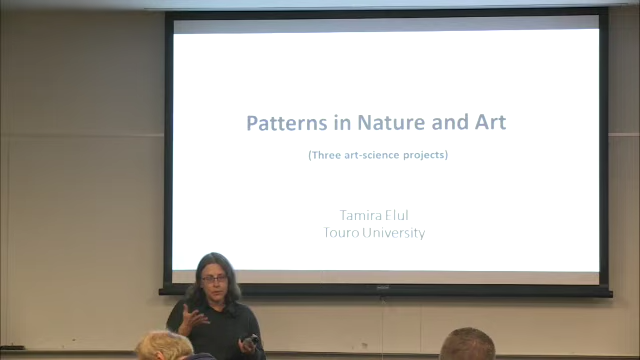 Patterns in Nature and Art
(Three art-science projects)
Tamira Elul
Touro University